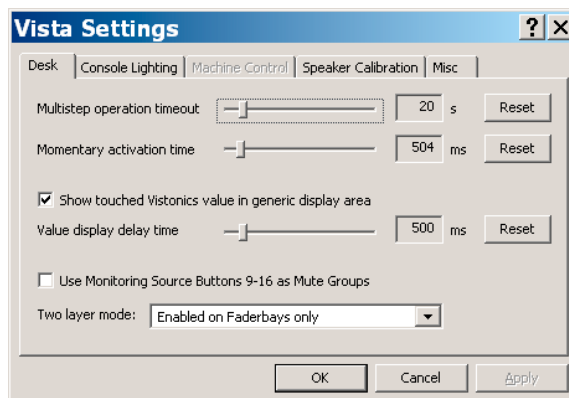 Vista Settings ? X
Desk Console Lighting Machine Control Speaker Calibration Misc
Multistep operation timeout 20 s Reset
Momentary activation time 504 ms Reset
Show touched Vistonics value in generic display area
Value display delay time 500 ms Reset
Use Monitoring Source Buttons 9-16 as Mute Groups
Two layer mode: Enabled on Faderbays only
OK Cancel Apply